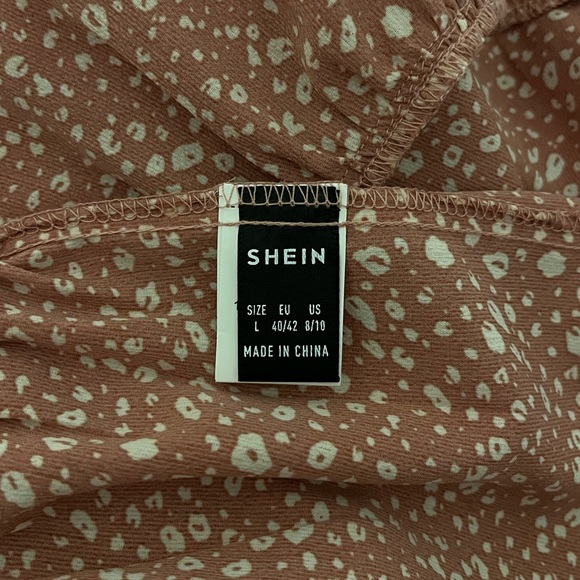 SHEIN
SIZE EU US
L 40/42 8/10
MADE IN CHINA